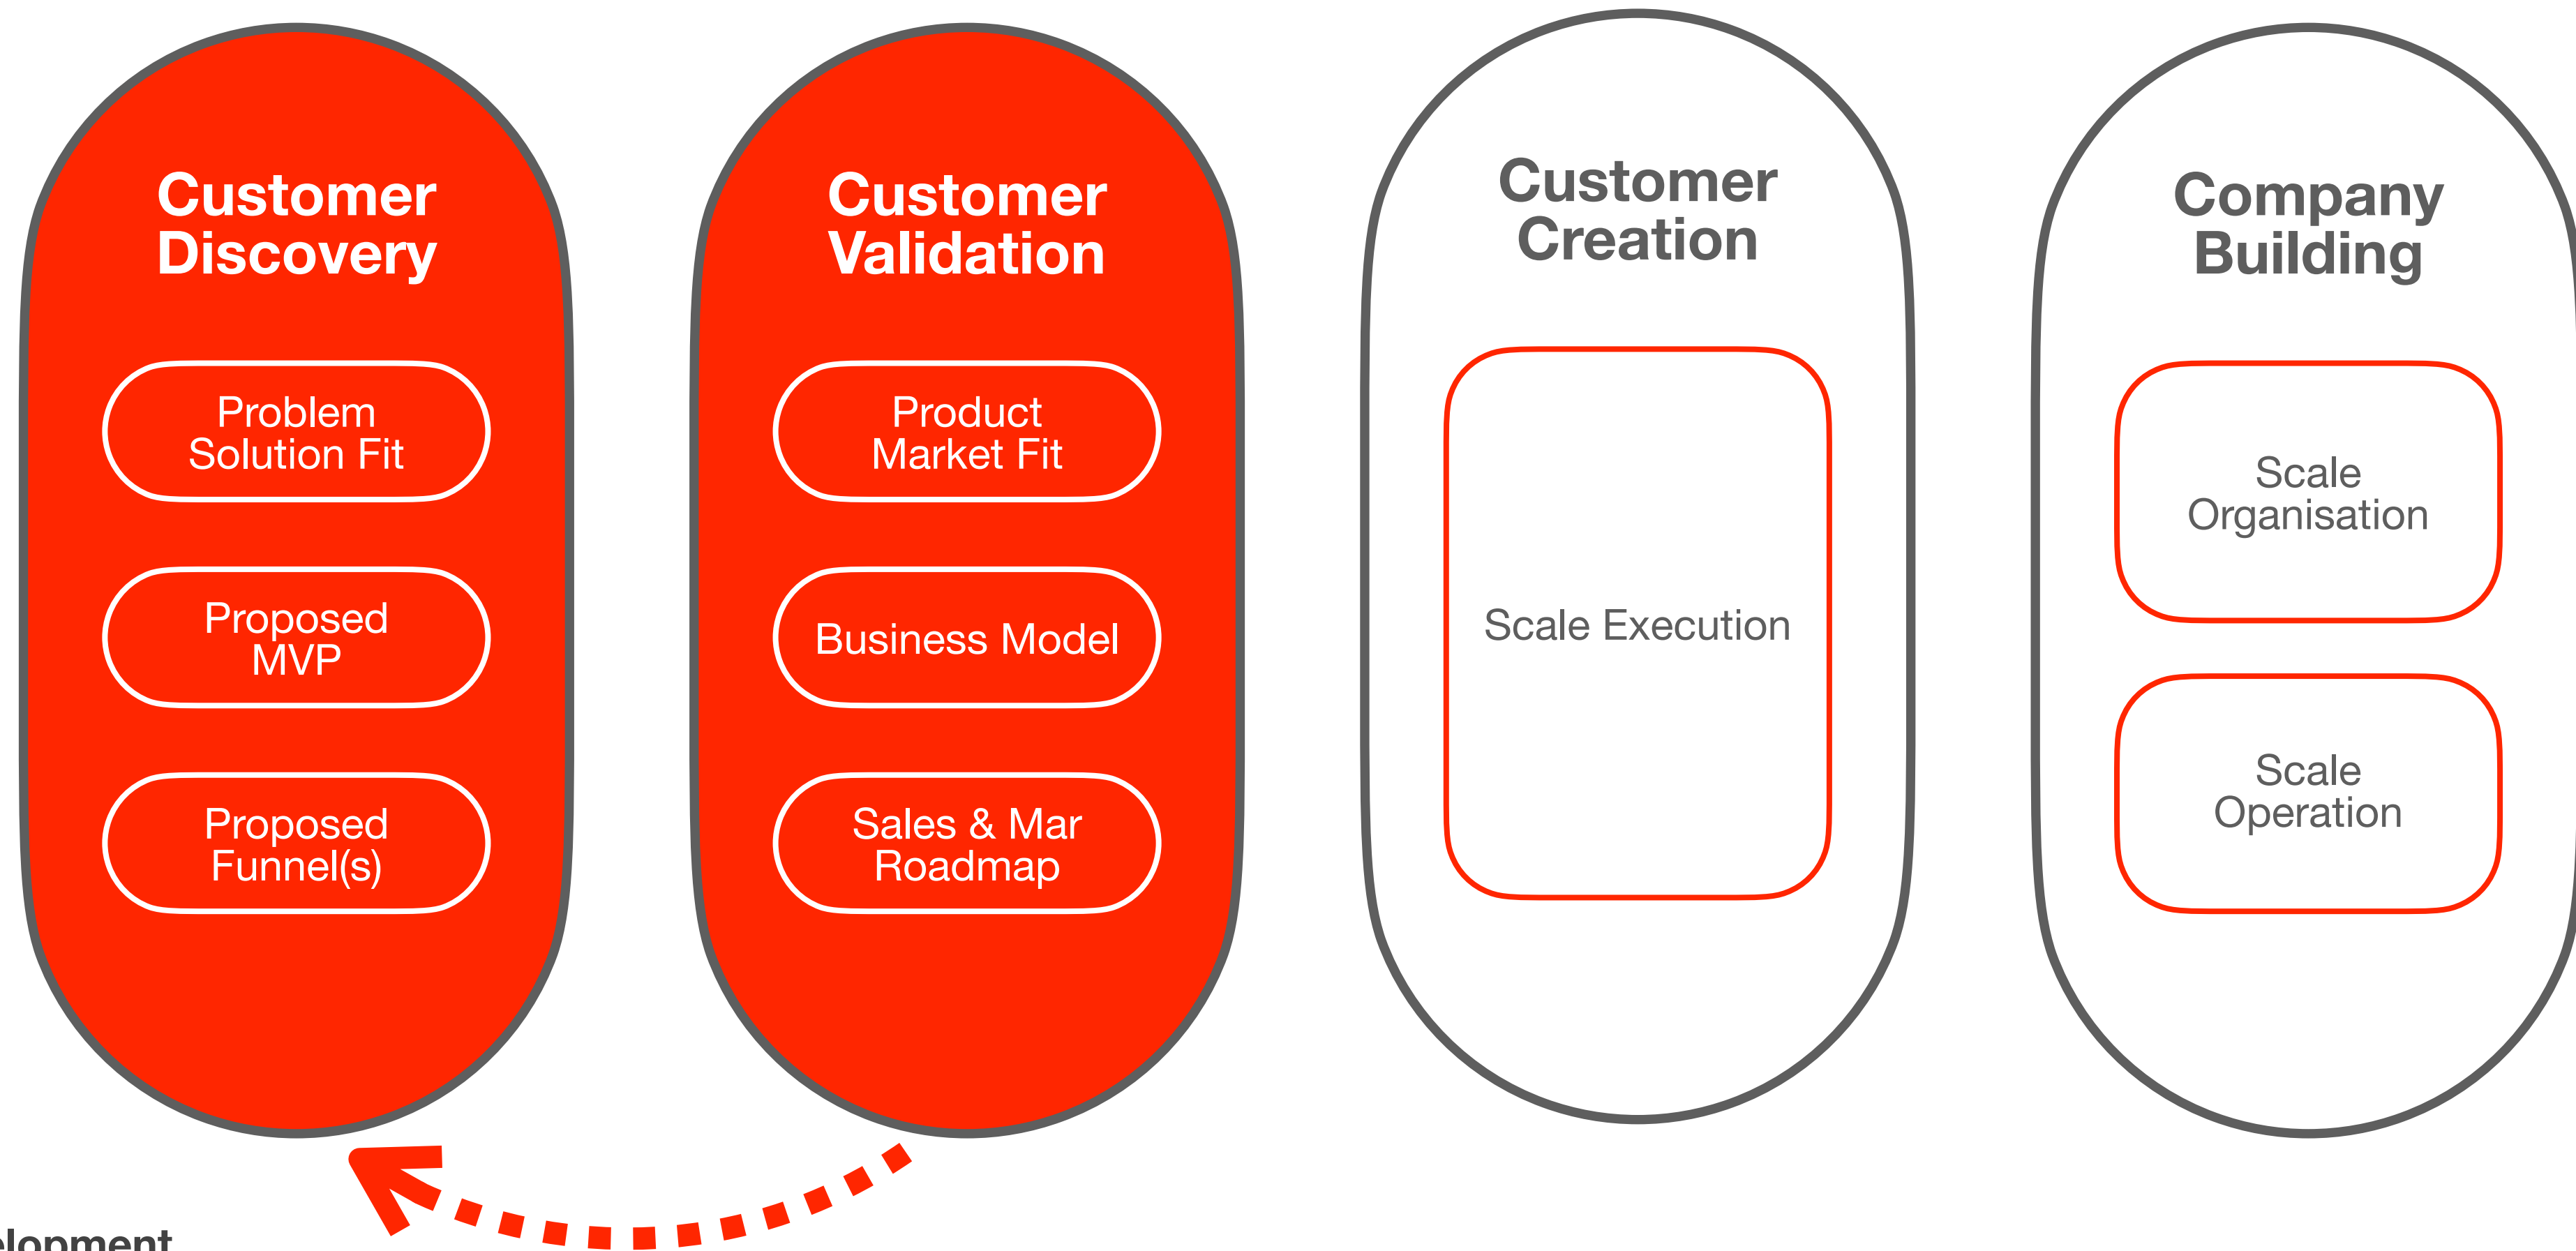 Customer
Discovery
Problem
Solution Fit
Proposed
MVP
Proposed
Funnel(s)
Customer
Validation
Product
Market Fit
Business Model
Sales & Mar
Roadmap
Customer
Creation
Scale Execution
Company
Building
Scale
Organisation
Scale
Operation
elopment